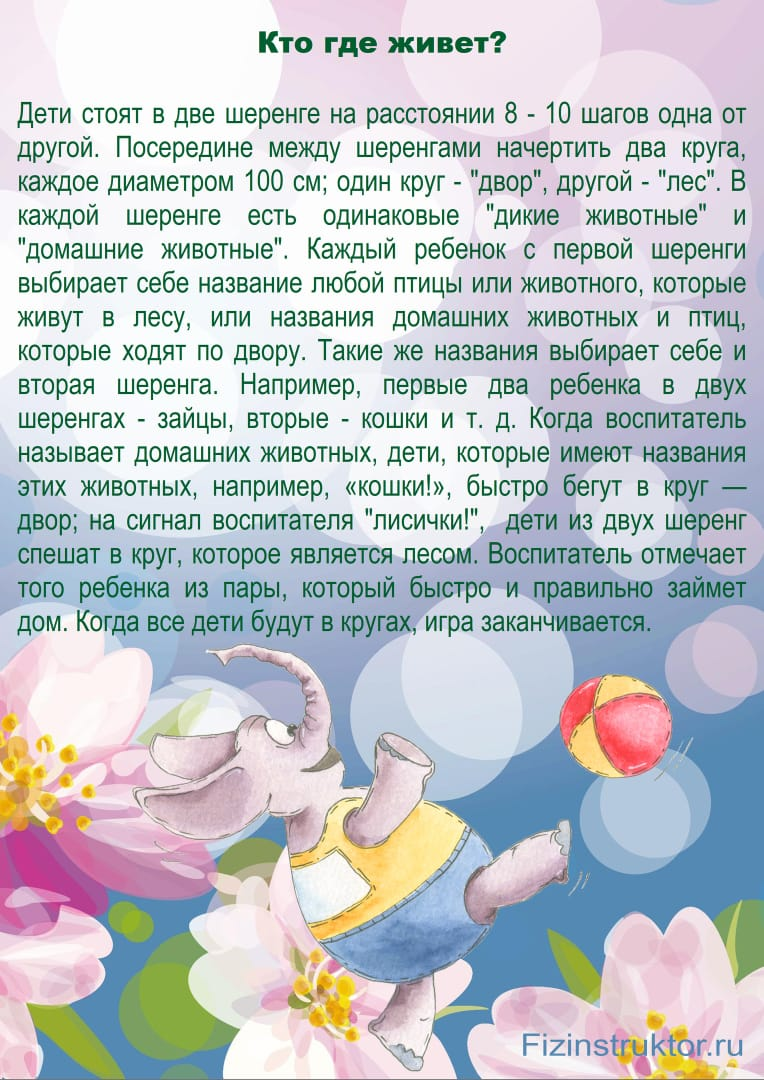 Кто где живет?
Дети стоят в две шеренге на расстоянии 8 - 10 шагов одна от
другой. Посередине между шеренгами начертить два круга,
каждое диаметром 100 см; один круг - "двор", другой - "лес". В
каждой шеренге есть одинаковые "дикие животные" и
"домашние животные". Каждый ребенок с первой шеренги
выбирает себе название любой птицы или животного, которые
живут в лесу, или названия домашних животных и птиц,
которые ходят по двору. Такие же названия выбирает себе и
вторая шеренга. Например, первые два ребенка в двух
шеренгах - зайцы, вторые - кошки и т. д. Когда воспитатель
называет домашних животных, дети, которые имеют названия
этих животных, например, «кошки!», быстро бегут в круг —
двор; на сигнал воспитателя "лисички!", дети из двух шеренг
спешат в круг, которое является лесом. Воспитатель отмечает
того ребенка из пары, который быстро и правильно займет
дом. Когда все дети будут в кругах, игра заканчивается.
Fizinstruktor.ru